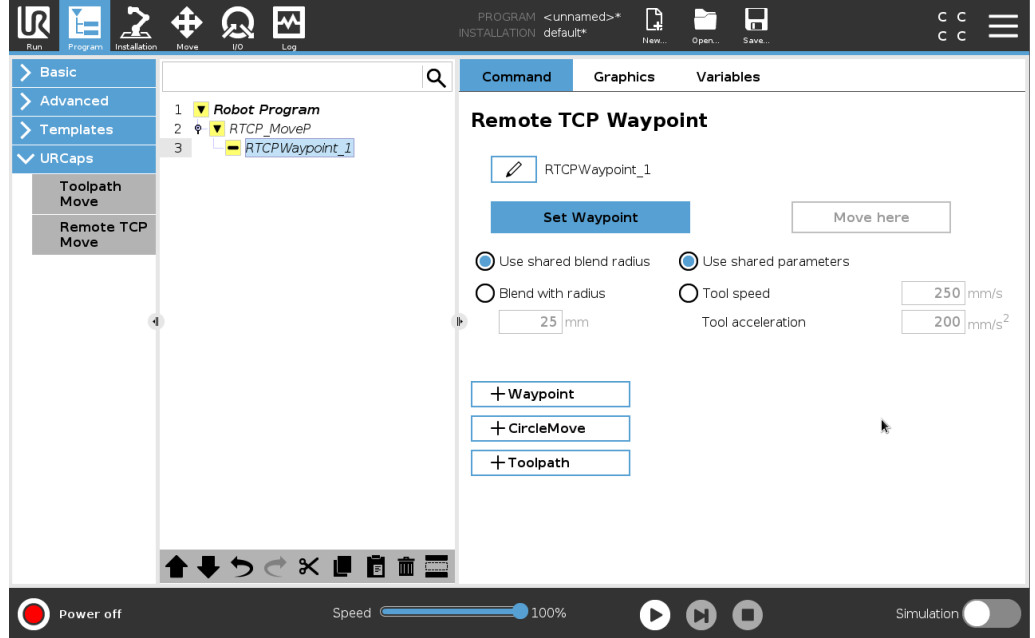 PROGRAM <unnamed>*
INSTALLATION default*
UR
Run
Program
Installation
Move
I/O
Log
New...
Open...
Save...
C C
C C
Basic
Advanced
Templates
URCaps
Toolpath
Move
Remote TCP
Move
1 Robot Program
2 RTCP_MoveP
3 RTCPWaypoint_1
Command Graphics Variables
Remote TCP Waypoint
RTCPWaypoint_1
Set Waypoint Move here
Use shared blend radius Use shared parameters
Blend with radius Tool speed 250 mm/s
25 mm Tool acceleration 200 mm/s²
+Waypoint
+CircleMove
+Toolpath
Power off Speed 100% Simulation